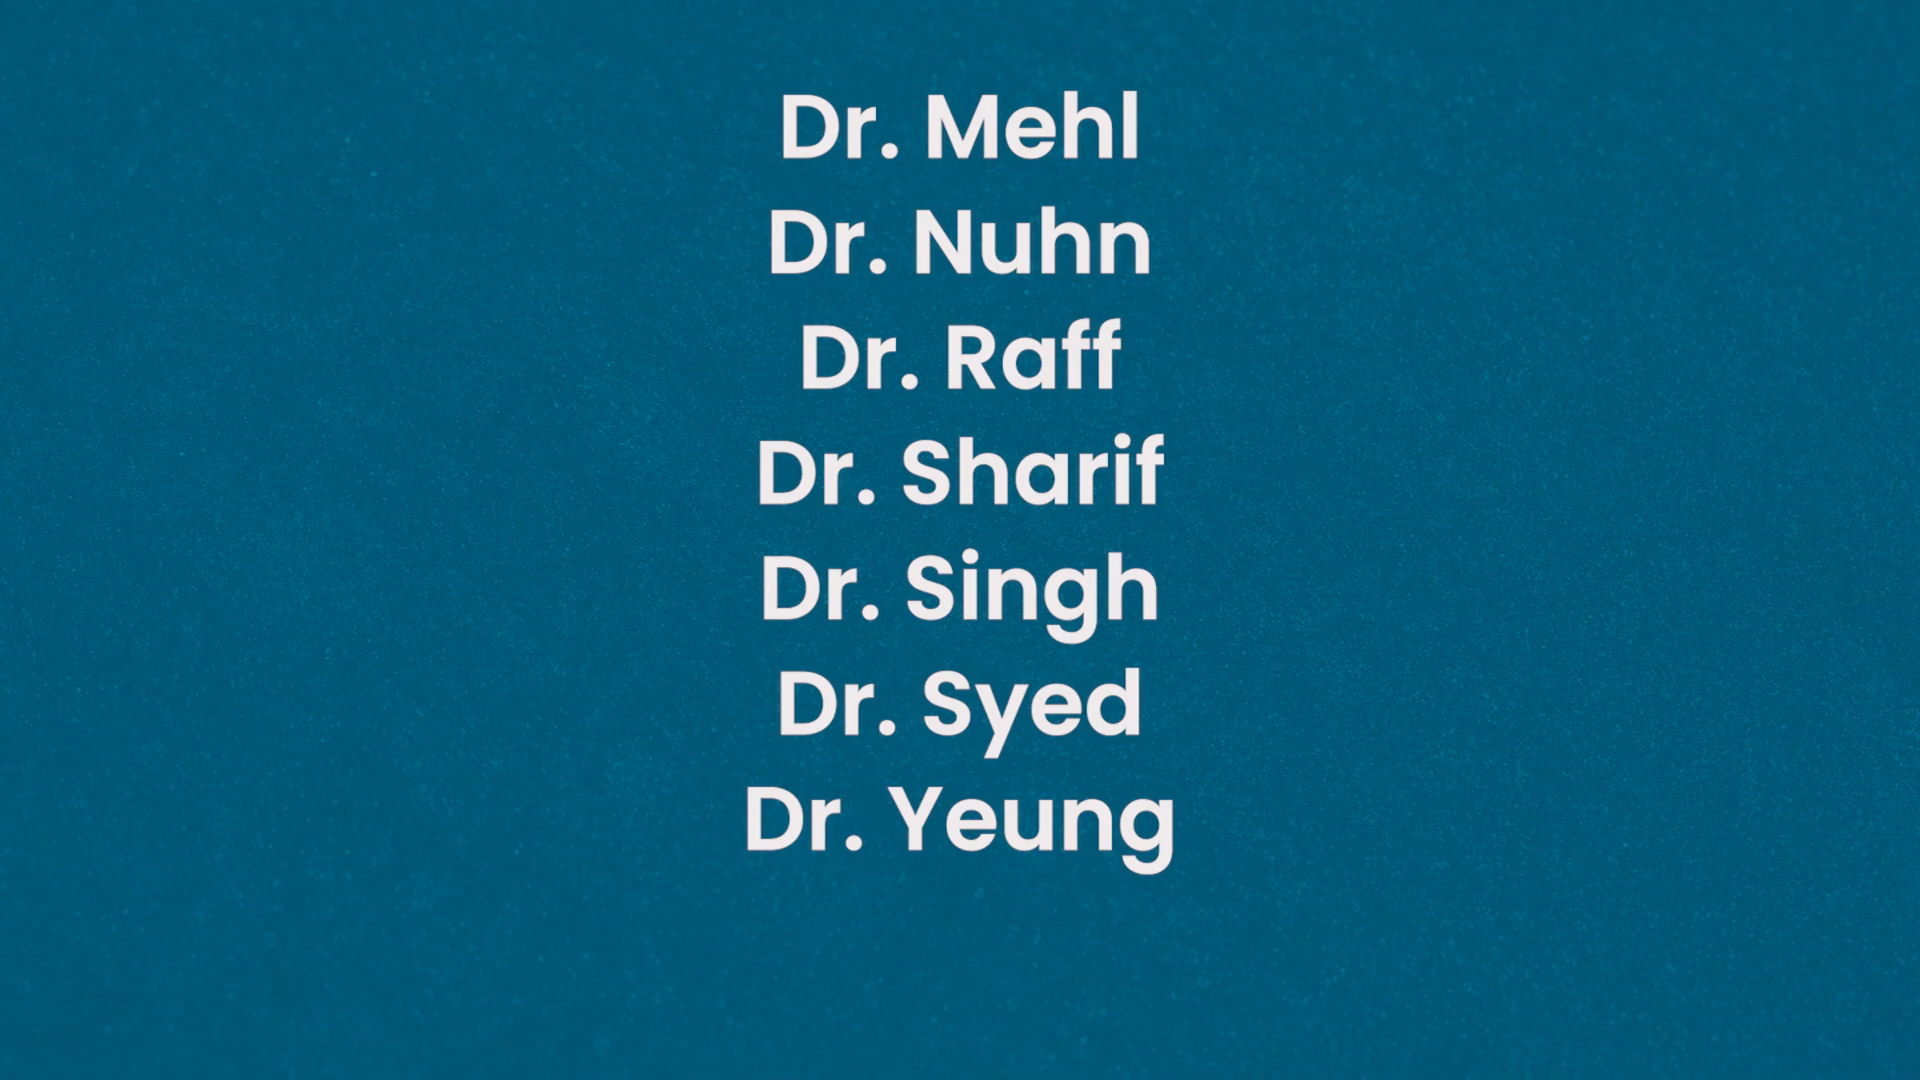 Dr. Mehl
Dr. Nuhn
Dr. Raff
Dr. Sharif
Dr. Singh
Dr. Syed
Dr. Yeung